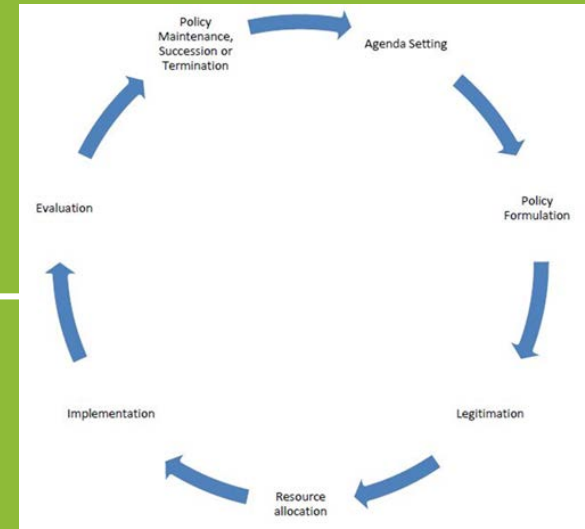 Policy
Maintenance,
Succession or
Termination
Agenda Setting
Policy
Formulation
Legitimation
Resource
allocation
Implementation
Evaluation